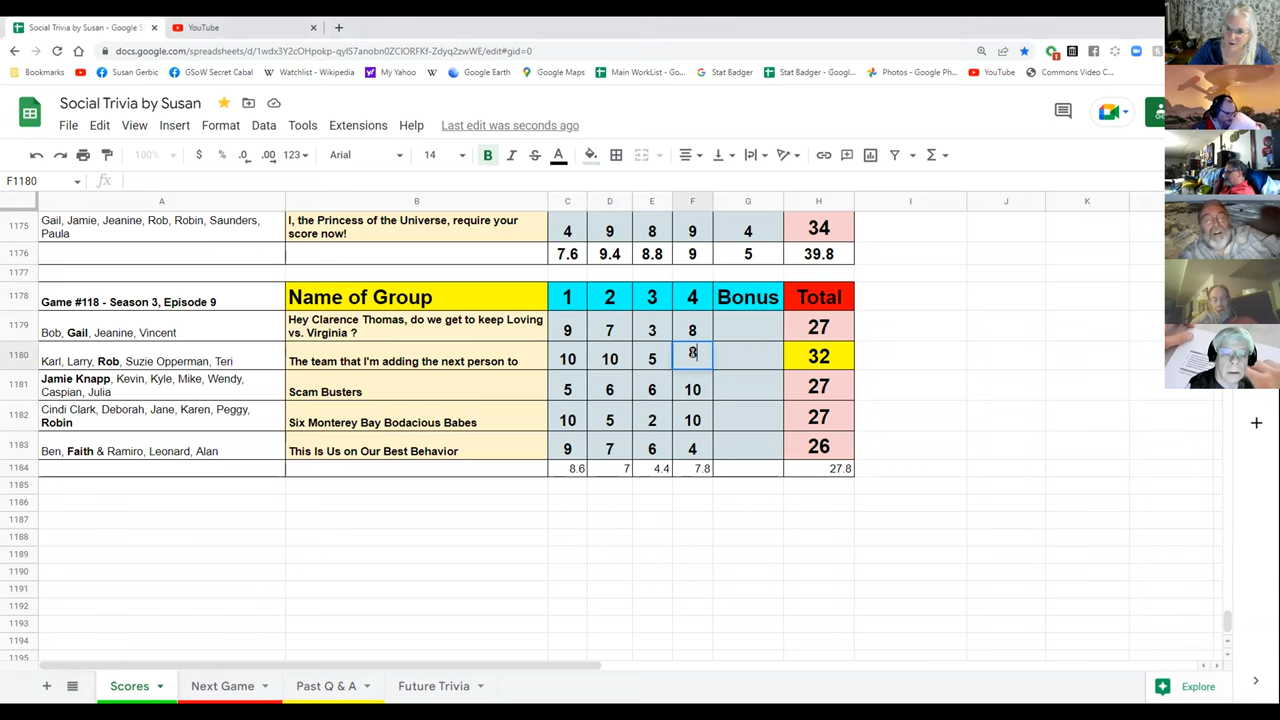 Social Trivia by Susan - Google S
YouTube
docs.google.com/spreadsheets/d/1wdx3Y2cOHpokp-qylS7anobn0ZClORFKf-Zdyq2zwWE/edit#gid=0
Bookmarks
Susan Gerbic
GSoW Secret Cabal
Watchlist - Wikipedia
My Yahoo
Google Earth
Google Maps
Main WorkList - Go...
Stat Badger
Stat Badger - Googl...
Photos - Google Ph...
YouTube
Commons Video C...
Social Trivia by Susan
File Edit View Insert Format Data Tools Extensions Help Last edit was seconds ago
100% $ % .0 .00 123 Arial 14 B I S A
F1180 fx
A B C D E F G H I J K
1175 Gail, Jamie, Jeanine, Rob, Robin, Saunders, Paula I, the Princess of the Universe, require your score now! 4 9 8 9 4 34
1176 7.6 9.4 8.8 9 5 39.8
1177
1178 Game #118 - Season 3, Episode 9 Name of Group 1 2 3 4 Bonus Total
1179 Bob, Gail, Jeanine, Vincent Hey Clarence Thomas, do we get to keep Loving vs. Virginia ? 9 7 3 8 27
1180 Karl, Larry, Rob, Suzie Opperman, Teri The team that I'm adding the next person to 10 10 5 8 32
1181 Jamie Knapp, Kevin, Kyle, Mike, Wendy, Caspian, Julia Scam Busters 5 6 6 10 27
1182 Cindi Clark, Deborah, Jane, Karen, Peggy, Robin Six Monterey Bay Bodacious Babes 10 5 2 10 27
1183 Ben, Faith & Ramiro, Leonard, Alan This Is Us on Our Best Behavior 9 7 6 4 26
1184 8.6 7 4.4 7.8 27.8
1185
1186
1187
1188
1189
1190
1191
1192
1193
1194
1195
Scores Next Game Past Q & A Future Trivia Explore